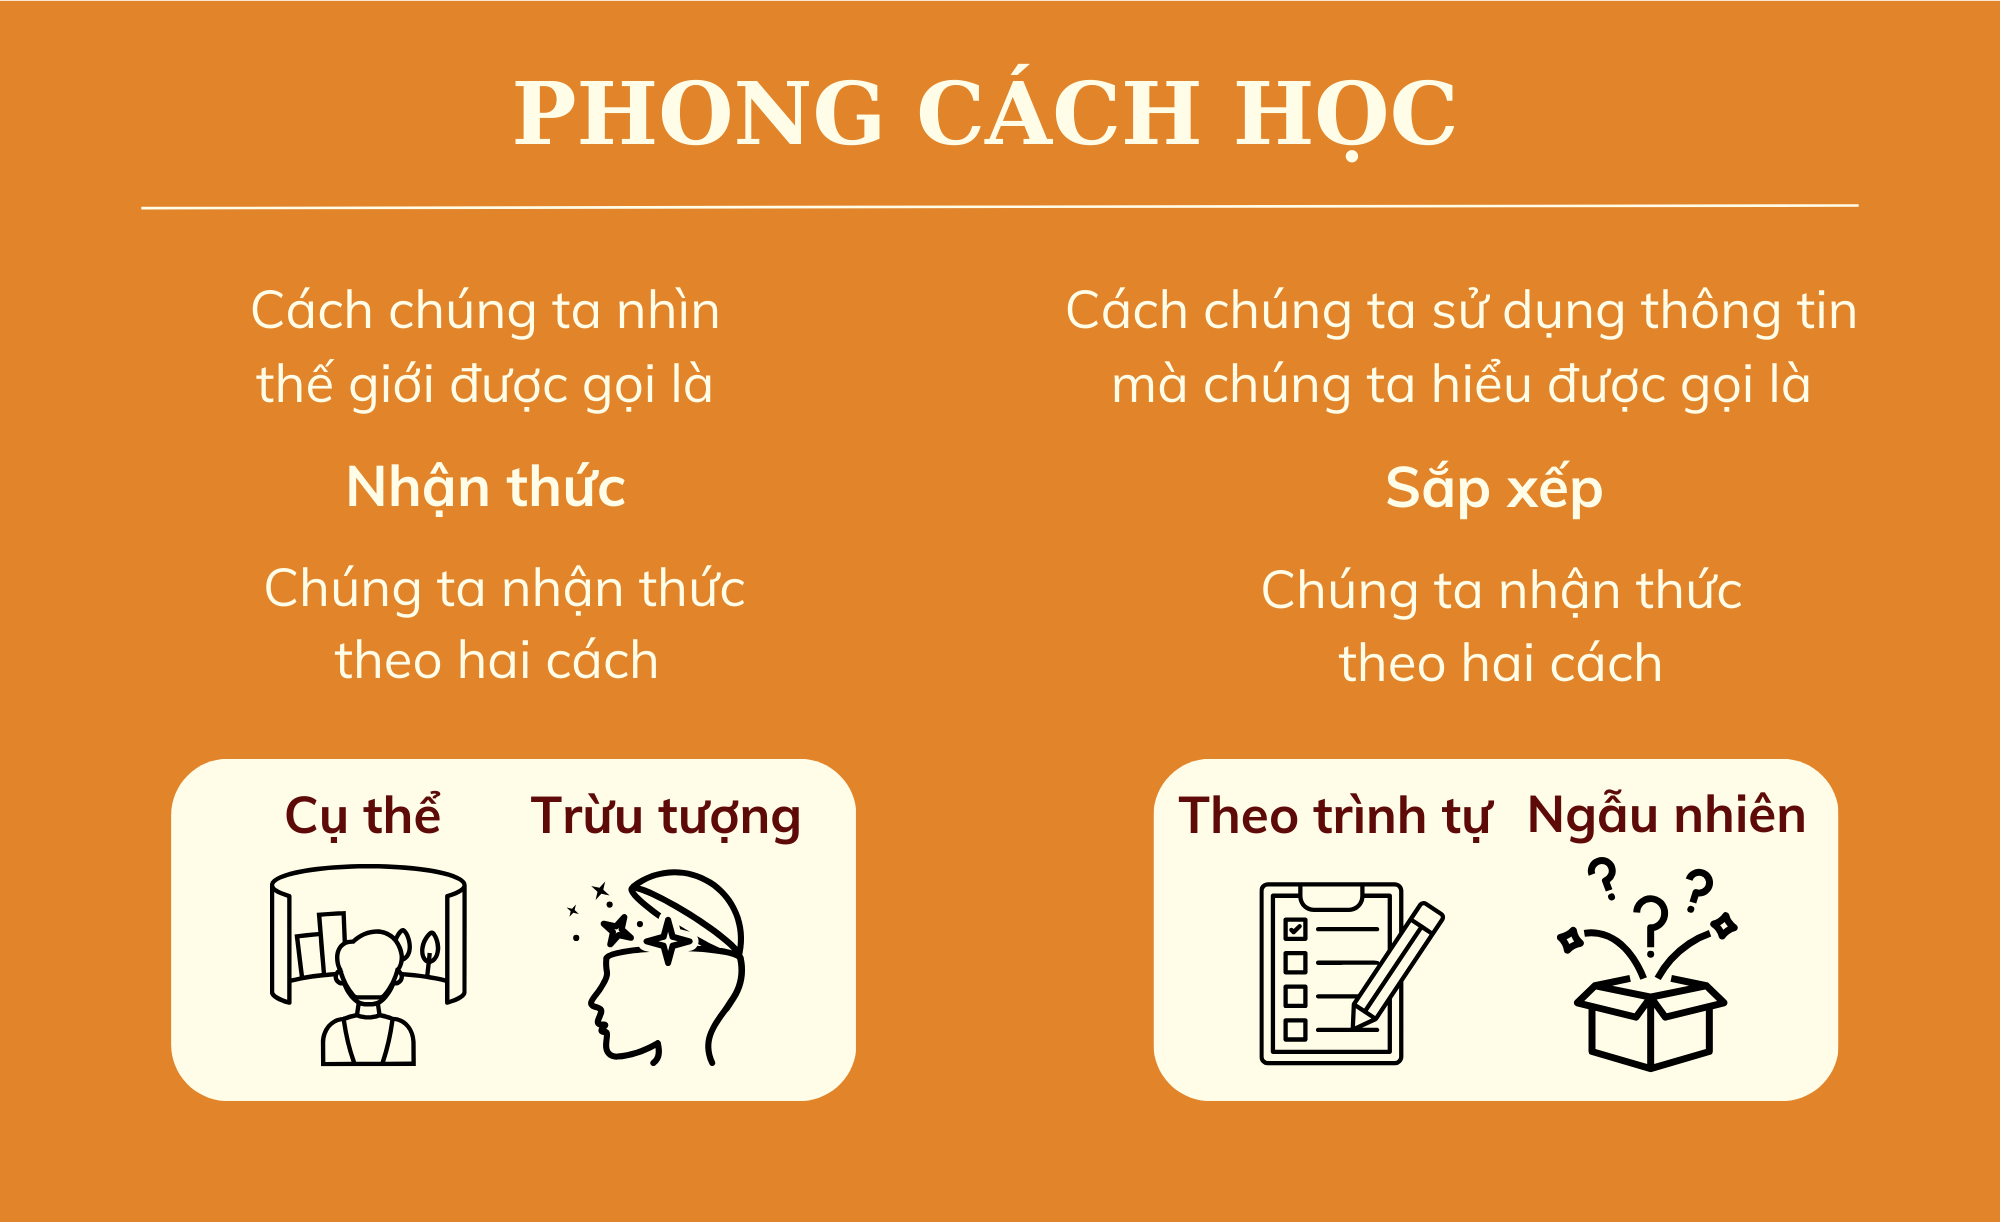 PHONG CÁCH HỌC
Cách chúng ta nhìn
thế giới được gọi là
Nhận thức
Chúng ta nhận thức
theo hai cách
Cụ thể
Trừu tượng
Cách chúng ta sử dụng thông tin
mà chúng ta hiểu được gọi là
Sắp xếp
Chúng ta nhận thức
theo hai cách
Theo trình tự
Ngẫu nhiên